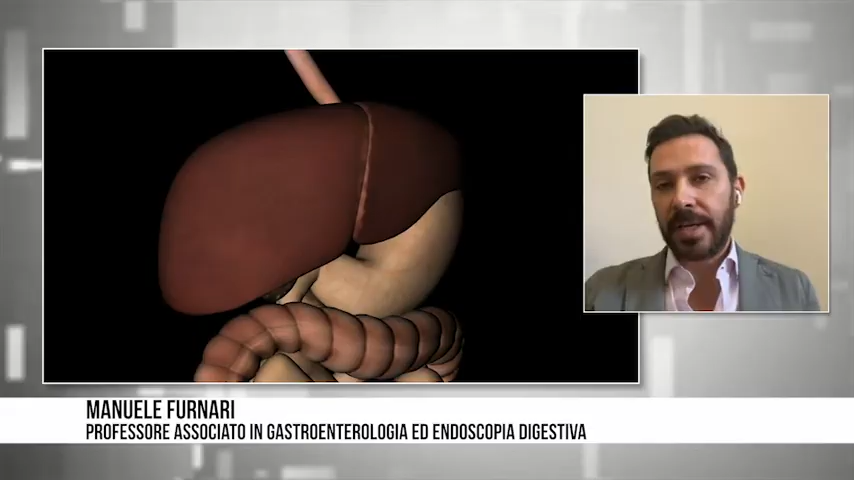 MANUELE FURNARI
PROFESSORE ASSOCIATO IN GASTROENTEROLOGIA ED ENDOSCOPIA DIGESTIVA